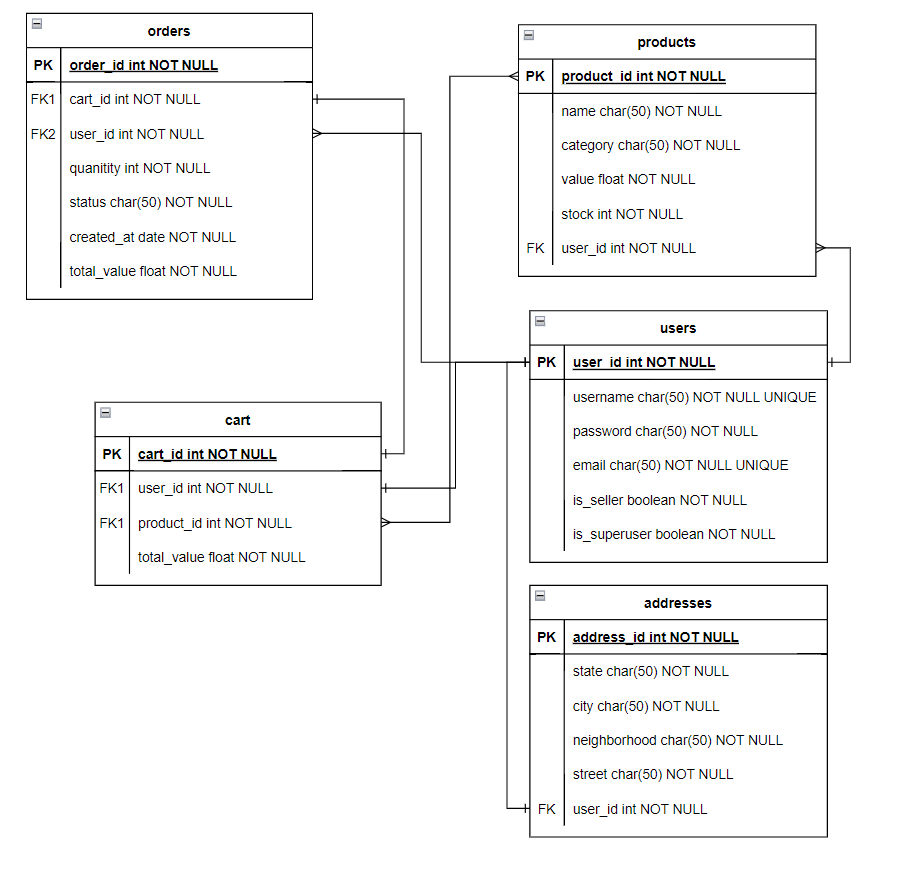 orders
PK order_id int NOT NULL
FK1 cart_id int NOT NULL
FK2 user_id int NOT NULL
quanitity int NOT NULL
status char(50) NOT NULL
created_at date NOT NULL
total_value float NOT NULL
products
PK product_id int NOT NULL
name char(50) NOT NULL
category char(50) NOT NULL
value float NOT NULL
stock int NOT NULL
FK user_id int NOT NULL
users
PK user_id int NOT NULL
username char(50) NOT NULL UNIQUE
password char(50) NOT NULL
email char(50) NOT NULL UNIQUE
is_seller boolean NOT NULL
is_superuser boolean NOT NULL
cart
PK cart_id int NOT NULL
FK1 user_id int NOT NULL
FK1 product_id int NOT NULL
total_value float NOT NULL
addresses
PK address_id int NOT NULL
state char(50) NOT NULL
city char(50) NOT NULL
neighborhood char(50) NOT NULL
street char(50) NOT NULL
FK user_id int NOT NULL